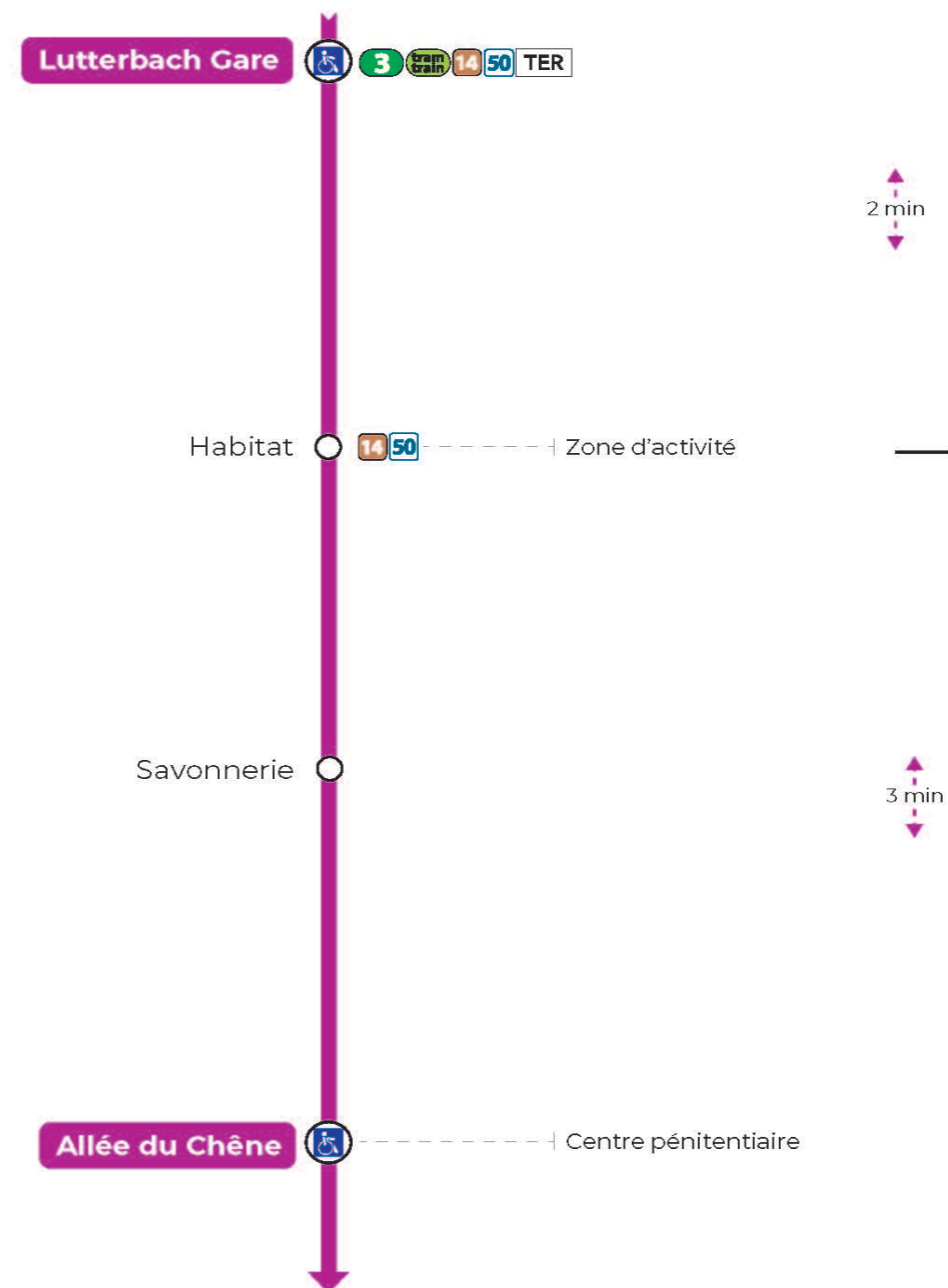 Lutterbach Gare 3 tram train 14 50 TER
2 min
Habitat 14 50 Zone d'activité
Savonnerie
3 min
Allée du Chêne Centre pénitentiaire